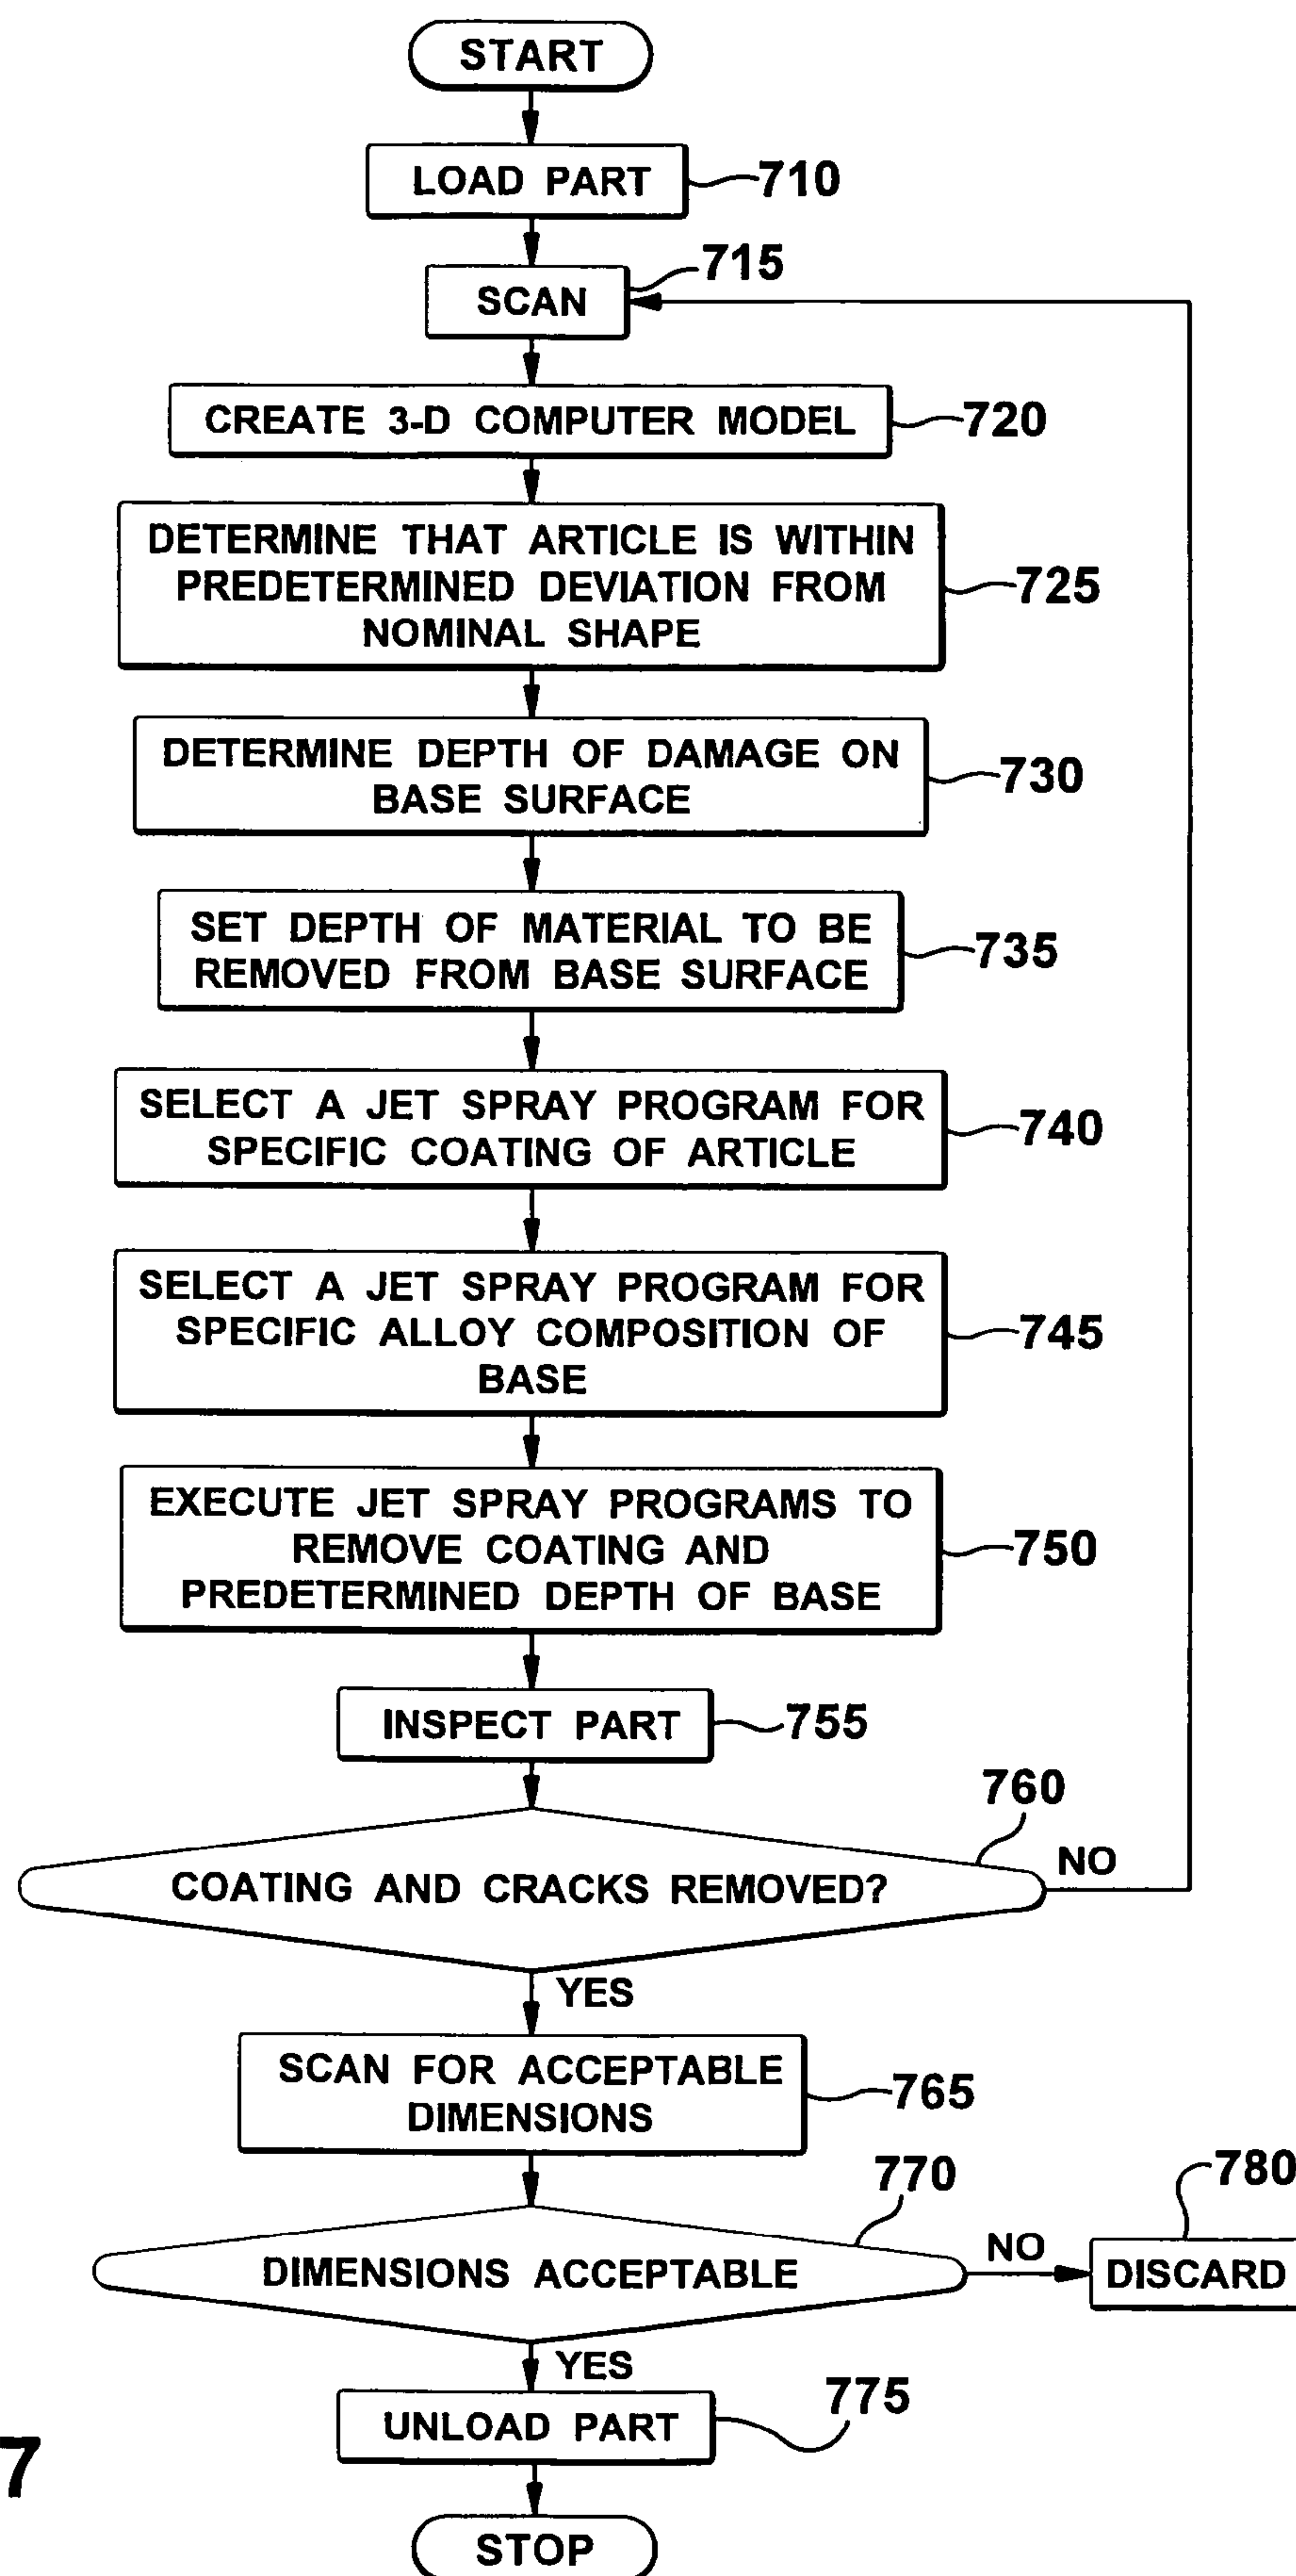 START
LOAD PART
710
SCAN
715
CREATE 3-D COMPUTER MODEL
720
DETERMINE THAT ARTICLE IS WITHIN
PREDETERMINED DEVIATION FROM
NOMINAL SHAPE
725
DETERMINE DEPTH OF DAMAGE ON
BASE SURFACE
730
SET DEPTH OF MATERIAL TO BE
REMOVED FROM BASE SURFACE
735
SELECT A JET SPRAY PROGRAM FOR
SPECIFIC COATING OF ARTICLE
740
SELECT A JET SPRAY PROGRAM FOR
SPECIFIC ALLOY COMPOSITION OF
BASE
745
EXECUTE JET SPRAY PROGRAMS TO
REMOVE COATING AND
PREDETERMINED DEPTH OF BASE
750
INSPECT PART
755
760
COATING AND CRACKS REMOVED?
NO
YES
SCAN FOR ACCEPTABLE
DIMENSIONS
765
770
DIMENSIONS ACCEPTABLE
NO
780
DISCARD
YES
UNLOAD PART
775
7
STOP